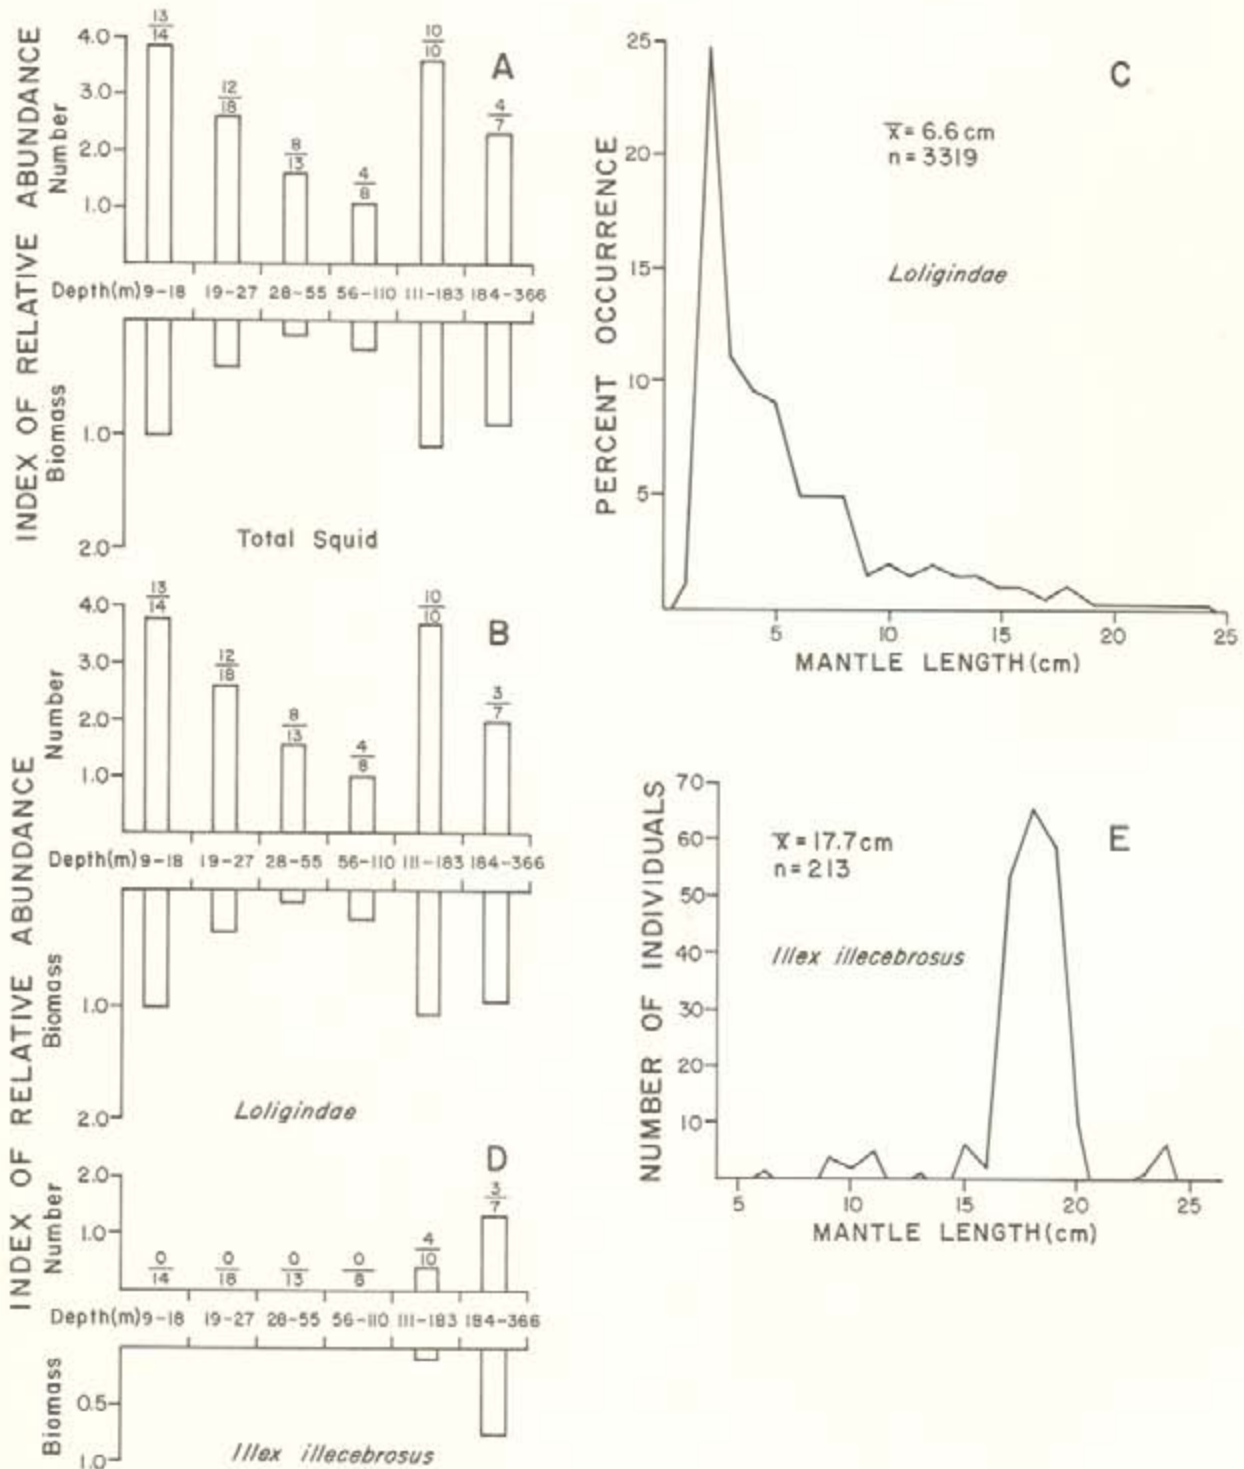 INDEX OF RELATIVE ABUNDANCE
Number
Biomass
A
4.0
3.0
2.0
1.0
13/14
12/18
8/13
4/8
10/10
4/7
Depth(m) 9-18 19-27 28-55 56-110 111-183 184-366
1.0
2.0
Total Squid
INDEX OF RELATIVE ABUNDANCE
Number
Biomass
B
4.0
3.0
2.0
1.0
13/14
12/18
8/13
4/8
10/10
3/7
Depth(m) 9-18 19-27 28-55 56-110 111-183 184-366
1.0
2.0
Loligindae
Number
Biomass
D
2.0
1.0
0/14
0/18
0/13
0/8
4/10
3/7
Depth(m) 9-18 19-27 28-55 56-110 111-183 184-366
0.5
1.0
Illex illecebrosus
C
PERCENT OCCURRENCE
25
20
15
10
5
x̄ = 6.6 cm
n = 3319
Loligindae
5 10 15 20 25
MANTLE LENGTH (cm)
E
NUMBER OF INDIVIDUALS
70
60
50
40
30
20
10
x̄ = 17.7 cm
n = 213
Illex illecebrosus
5 10 15 20 25
MANTLE LENGTH (cm)